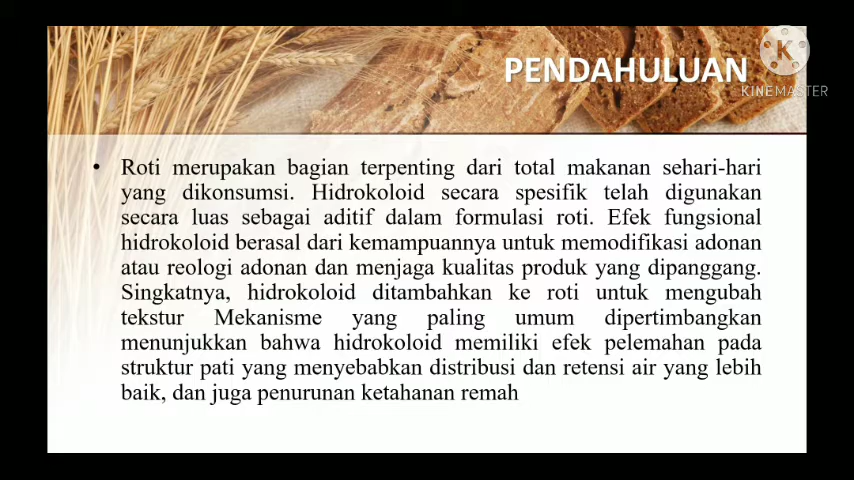 PENDAHULUAN
K
KINEMASTER
• Roti merupakan bagian terpenting dari total makanan sehari-hari
yang dikonsumsi. Hidrokoloid secara spesifik telah digunakan
secara luas sebagai aditif dalam formulasi roti. Efek fungsional
hidrokoloid berasal dari kemampuannya untuk memodifikasi adonan
atau reologi adonan dan menjaga kualitas produk yang dipanggang.
Singkatnya, hidrokoloid ditambahkan ke roti untuk mengubah
tekstur Mekanisme yang paling umum dipertimbangkan
menunjukkan bahwa hidrokoloid memiliki efek pelemahan pada
struktur pati yang menyebabkan distribusi dan retensi air yang lebih
baik, dan juga penurunan ketahanan remah